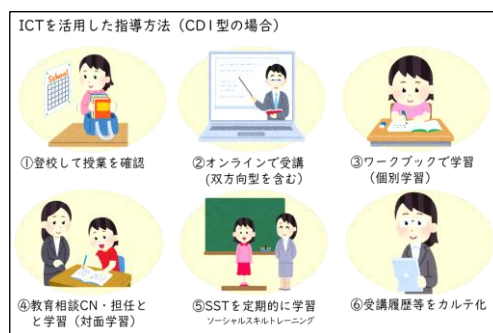 ICTを活用した指導方法（CDI型の場合）
School
①登校して授業を確認
②オンラインで受講
(双方向型を含む)
③ワークブックで学習
（個別学習）
④教育相談CN・担任と
と学習（対面学習）
⑤SSTを定期的に学習
ソーシャルスキルトレーニング
⑥受講履歴等をカルテ化